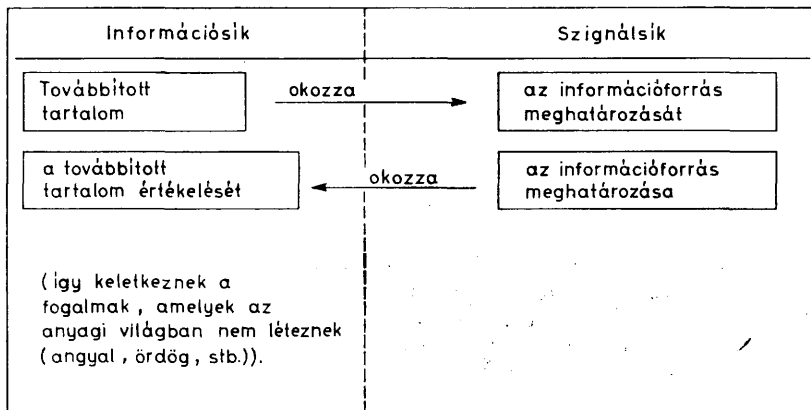 Információsík
Szignálsík
Továbbított
tartalom
okozza
az információforrás
meghatározását
a továbbított
tartalom értékelését
okozza
az információforrás
meghatározása
(így keletkeznek a
fogalmak, amelyek az
anyagi világban nem léteznek
(angyal, ördög, stb.)).